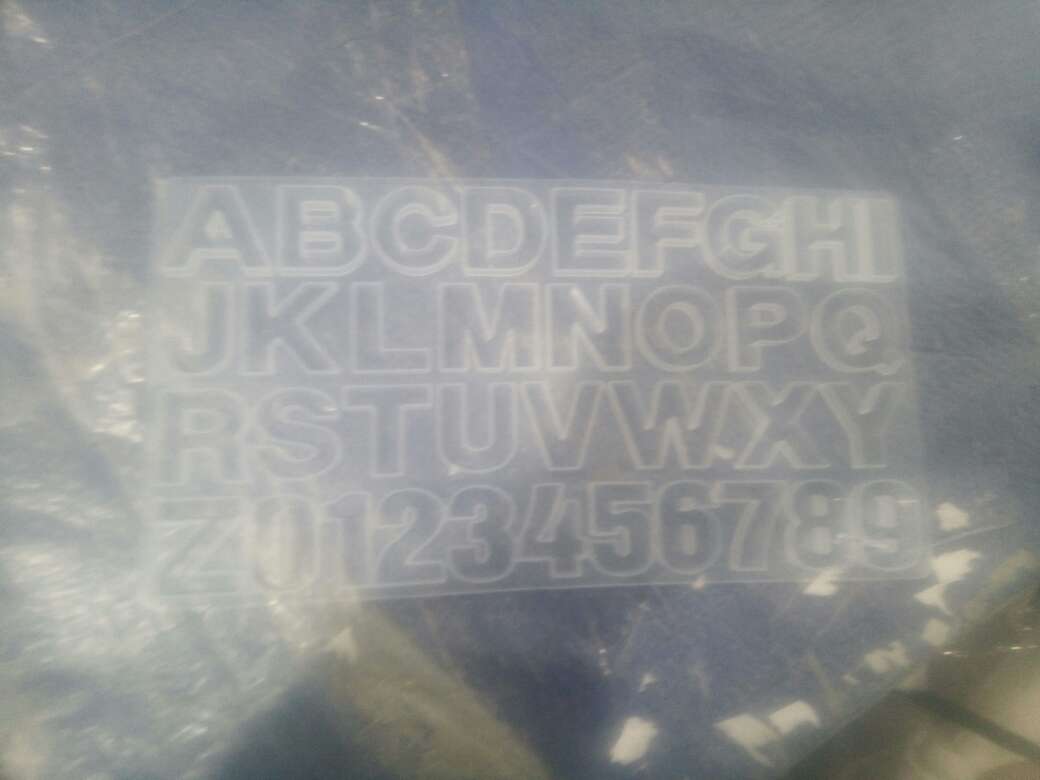 ABCDEFGHI
JKLMNOPQ
RSTUVWXY
Z0123456789